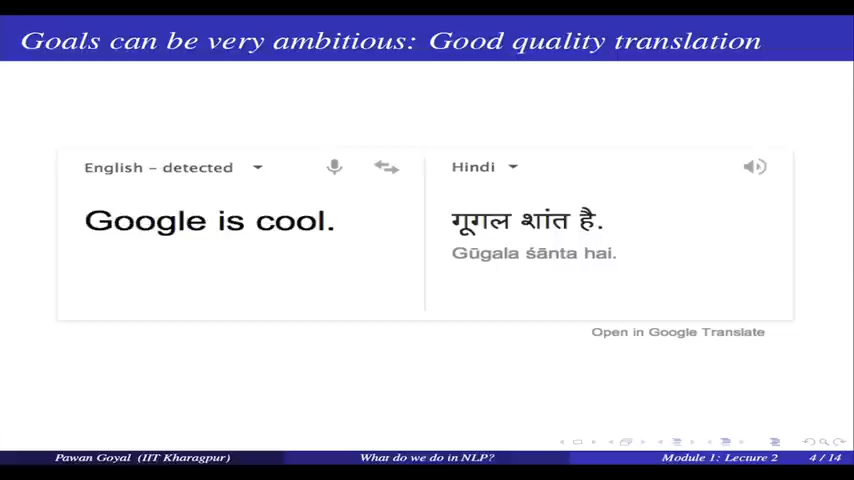 Goals can be very ambitious: Good quality translation
English – detected
Hindi
Google is cool.
गूगल शांत है.
Gūgala śānta hai.
Open in Google Translate
Pawan Goyal (IIT Kharagpur) What do we do in NLP? Module 1: Lecture 2 4 / 14